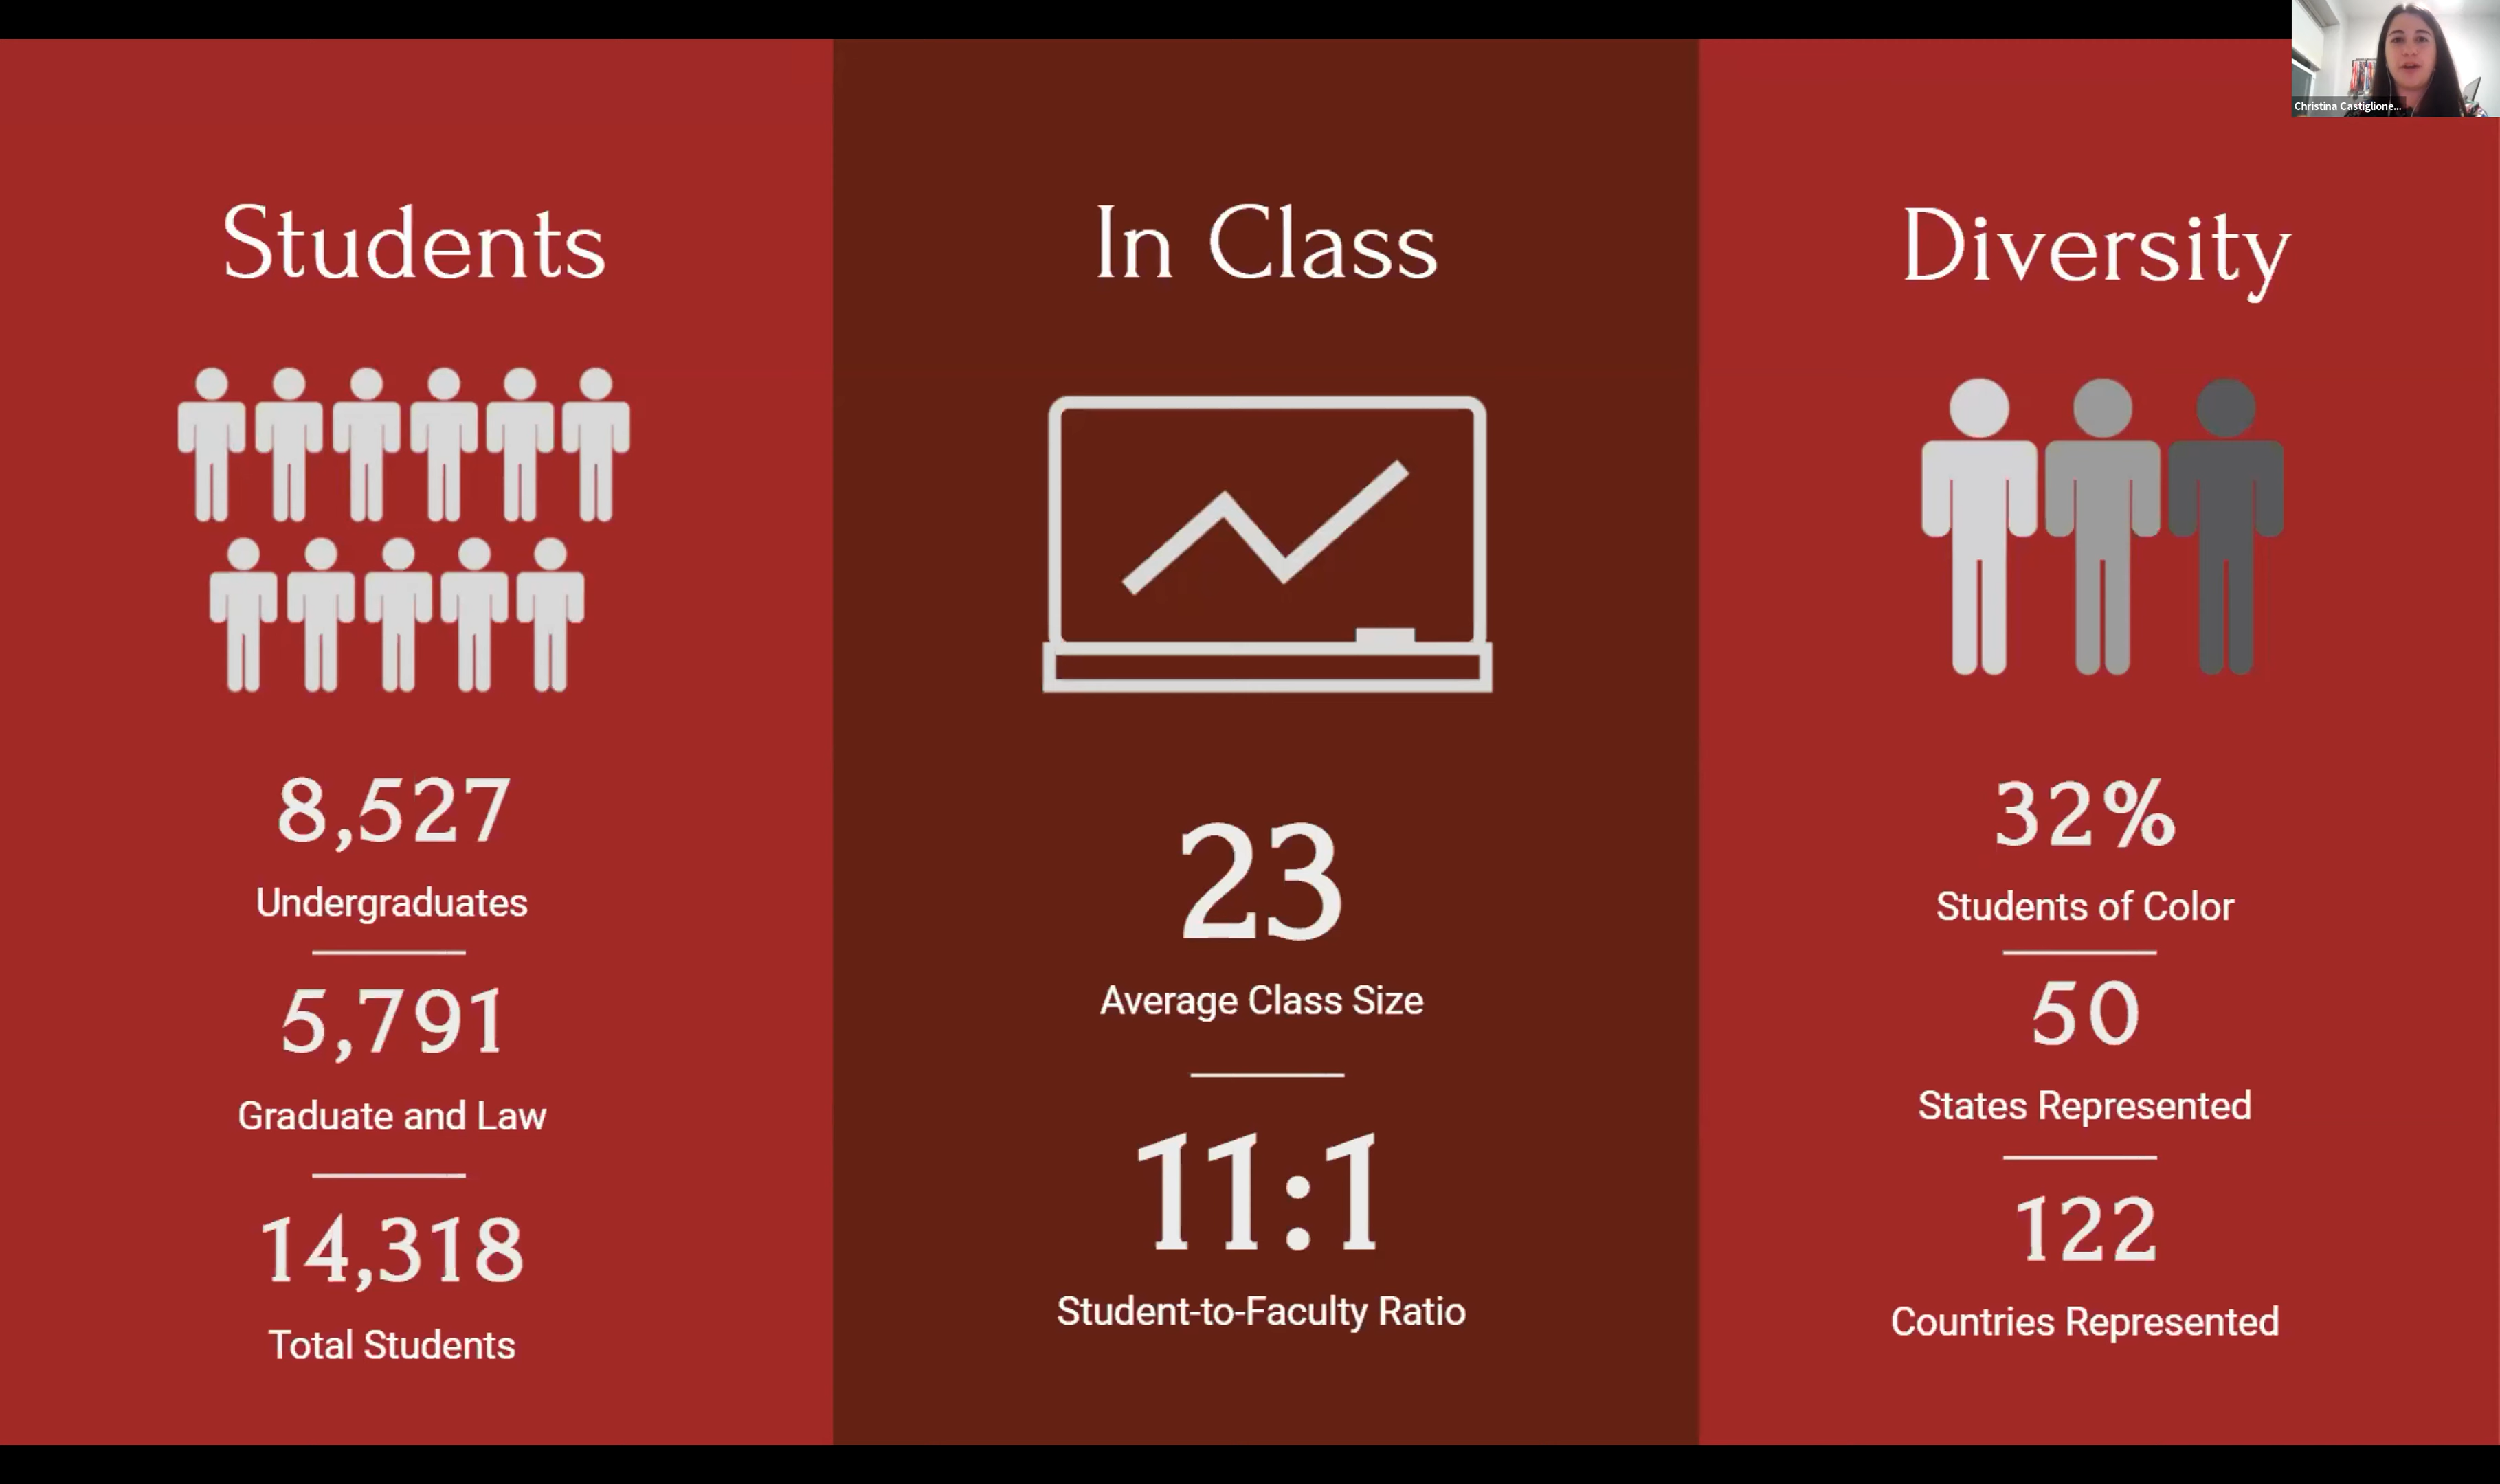 Christina Castiglione...
Students
8,527
Undergraduates
5,791
Graduate and Law
14,318
Total Students
In Class
23
Average Class Size
11:1
Student-to-Faculty Ratio
Diversity
32%
Students of Color
50
States Represented
122
Countries Represented